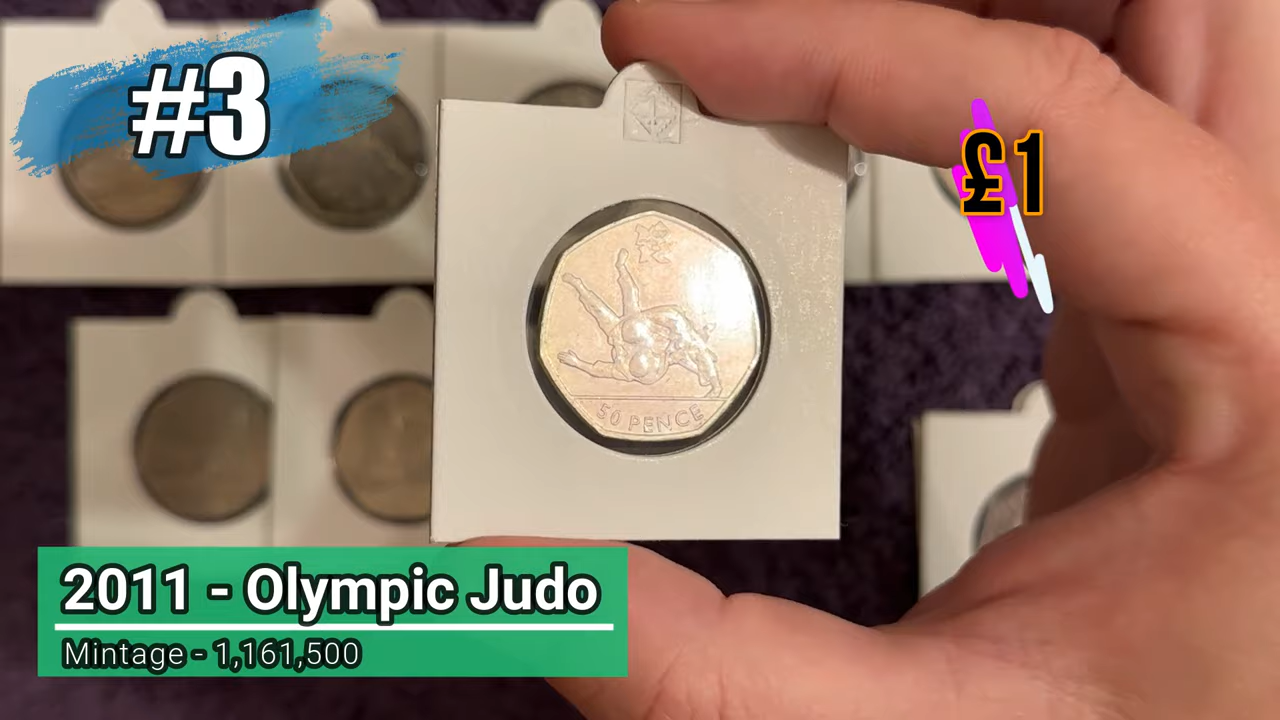 #3
£1
50 PENCE
2011 - Olympic Judo
Mintage - 1,161,500